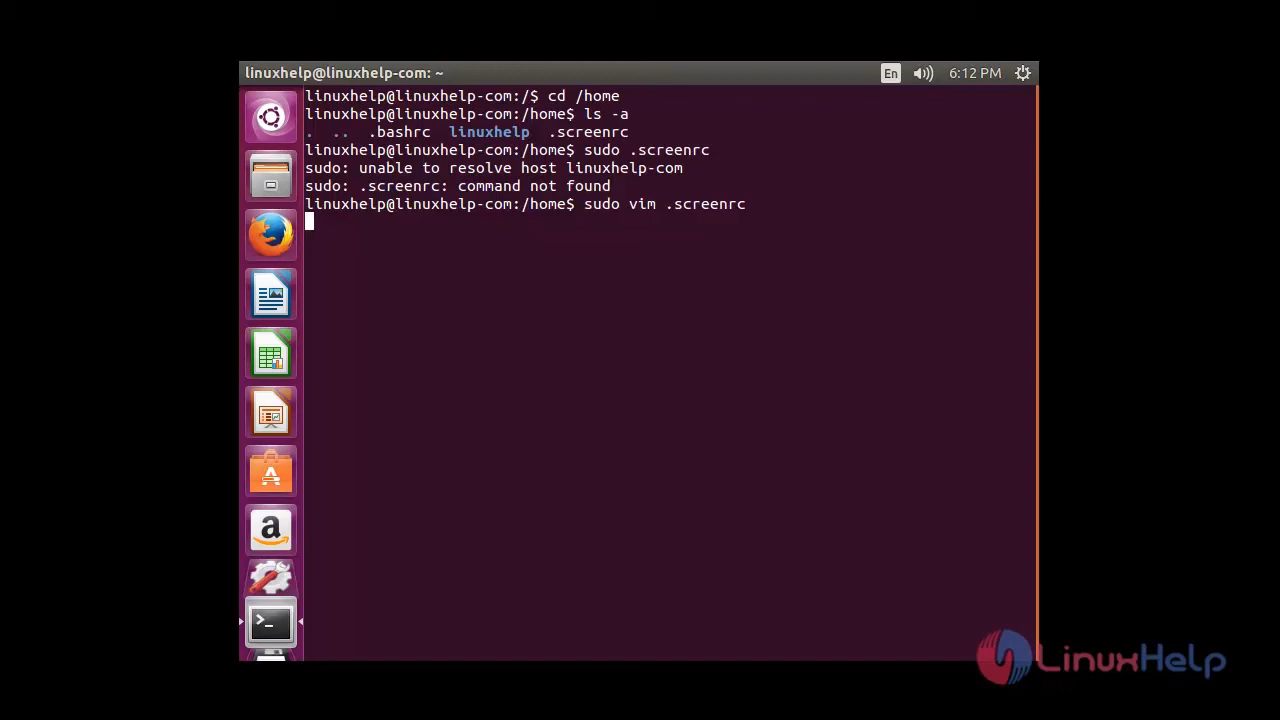 linuxhelp@linuxhelp-com: ~
En
6:12 PM
linuxhelp@linuxhelp-com:/$ cd /home
linuxhelp@linuxhelp-com:/home$ ls -a
. .. .bashrc linuxhelp .screenrc
linuxhelp@linuxhelp-com:/home$ sudo .screenrc
sudo: unable to resolve host linuxhelp-com
sudo: .screenrc: command not found
linuxhelp@linuxhelp-com:/home$ sudo vim .screenrc
LinuxHelp